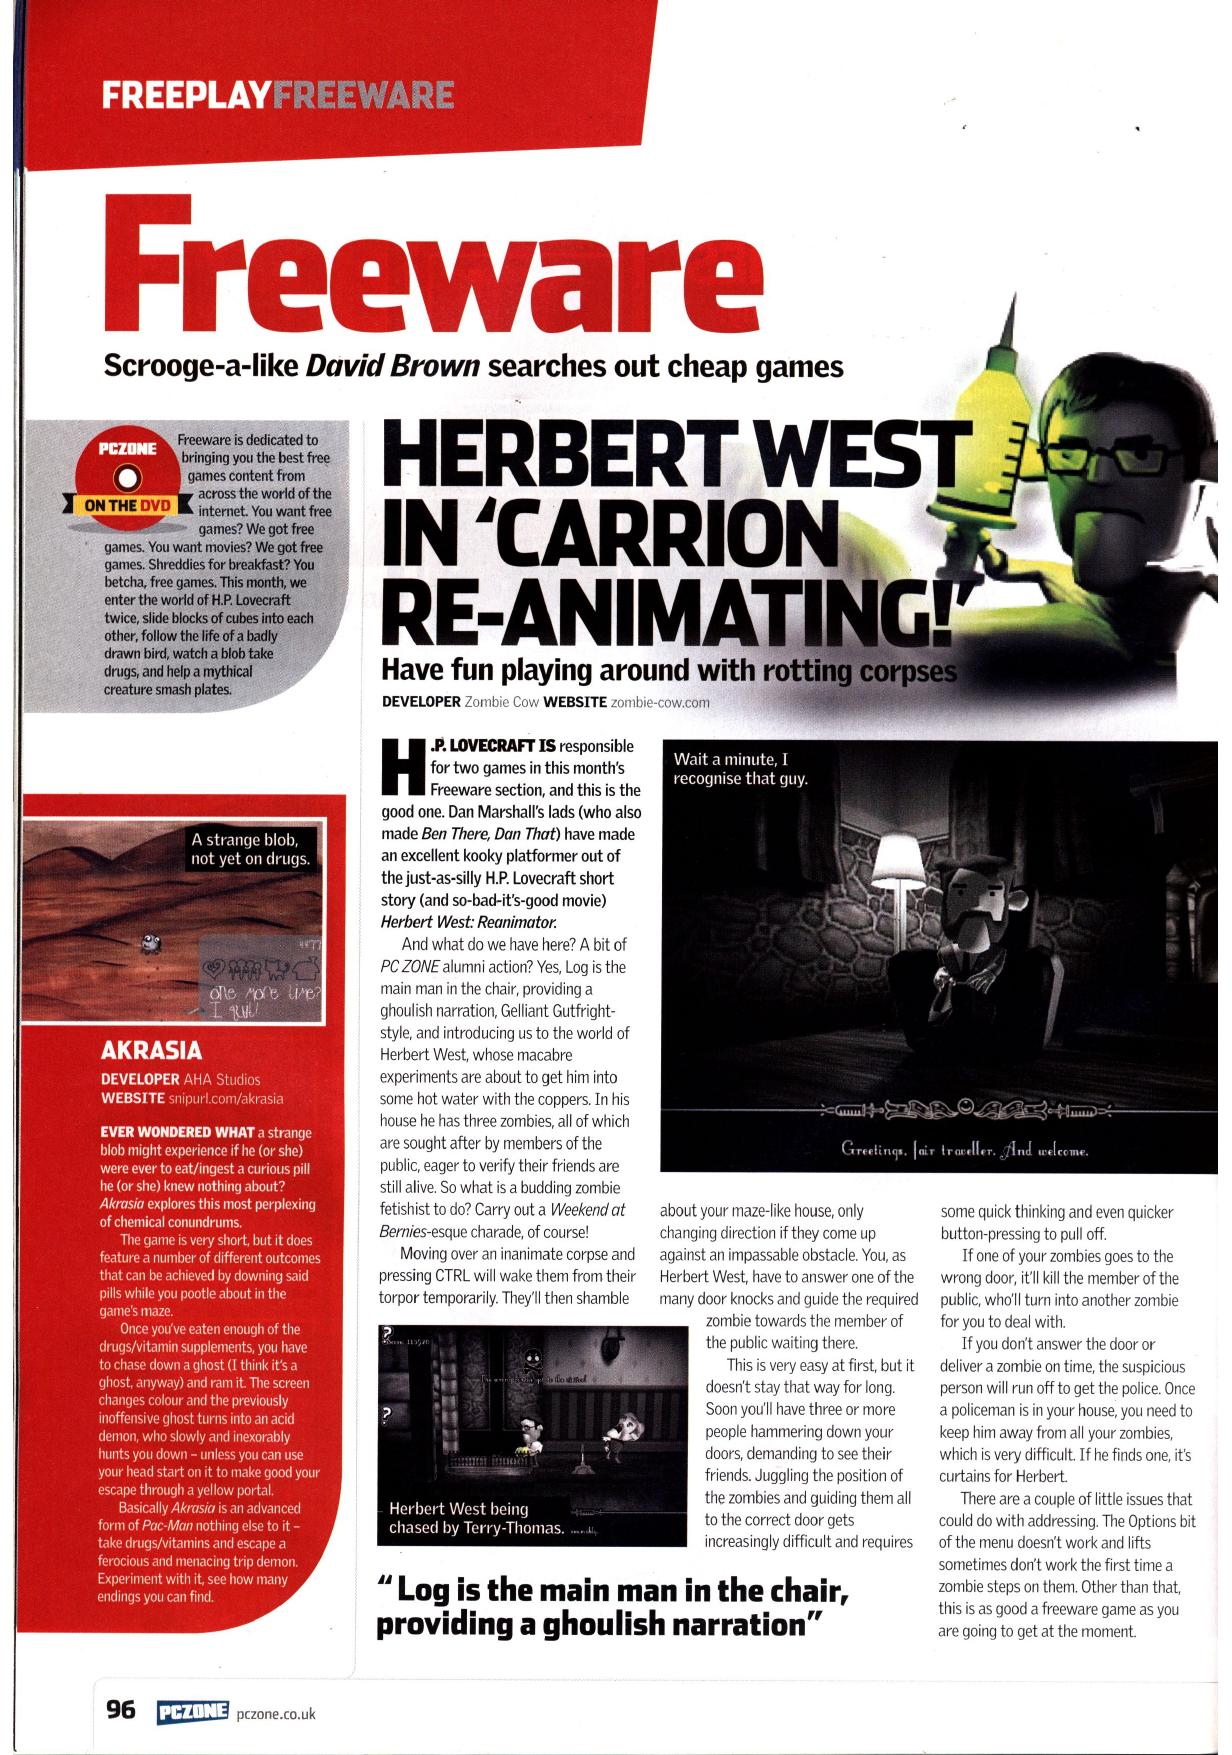 FREEPLAYFREEWARE
Freeware
Scrooge-a-like David Brown searches out cheap games
PCZONE
ON THE DVD
Freeware is dedicated to
bringing you the best free
games content from
across the world of the
internet. You want free
games? We got free
games. You want movies? We got free
games. Shreddies for breakfast? You
betcha, free games. This month, we
enter the world of H.P. Lovecraft
twice, slide blocks of cubes into each
other, follow the life of a badly
drawn bird, watch a blob take
drugs, and help a mythical
creature smash plates.
A strange blob,
not yet on drugs.
4477
one more time?
I quit!
AKRASIA
DEVELOPER AHA Studios
WEBSITE snipurl.com/akrasia
EVER WONDERED WHAT a strange
blob might experience if he (or she)
were ever to eat/ingest a curious pill
he (or she) knew nothing about?
Akrasia explores this most perplexing
of chemical conundrums.
The game is very short, but it does
feature a number of different outcomes
that can be achieved by downing said
pills while you pootle about in the
game's maze.
Once you've eaten enough of the
drugs/vitamin supplements, you have
to chase down a ghost (I think it's a
ghost, anyway) and ram it. The screen
changes colour and the previously
inoffensive ghost turns into an acid
demon, who slowly and inexorably
hunts you down – unless you can use
your head start on it to make good your
escape through a yellow portal.
Basically Akrasia is an advanced
form of Pac-Man nothing else to it –
take drugs/vitamins and escape a
ferocious and menacing trip demon.
Experiment with it, see how many
endings you can find.
HERBERT WEST
IN ‘CARRION
RE-ANIMATING!’
Have fun playing around with rotting corpses
DEVELOPER Zombie Cow WEBSITE zombie-cow.com
H.P. LOVECRAFT IS responsible
for two games in this month's
Freeware section, and this is the
good one. Dan Marshall's lads (who also
made Ben There, Dan That) have made
an excellent kooky platformer out of
the just-as-silly H.P. Lovecraft short
story (and so-bad-it's-good movie)
Herbert West: Reanimator.
And what do we have here? A bit of
PC ZONE alumni action? Yes, Log is the
main man in the chair, providing a
ghoulish narration, Gelliant Gutfright-
style, and introducing us to the world of
Herbert West, whose macabre
experiments are about to get him into
some hot water with the coppers. In his
house he has three zombies, all of which
are sought after by members of the
public, eager to verify their friends are
still alive. So what is a budding zombie
fetishist to do? Carry out a Weekend at
Bernies-esque charade, of course!
Moving over an inanimate corpse and
pressing CTRL will wake them from their
torpor temporarily. They'll then shamble
Wait a minute, I
recognise that guy.
Greetings, fair traveller. And welcome.
about your maze-like house, only
changing direction if they come up
against an impassable obstacle. You, as
Herbert West, have to answer one of the
many door knocks and guide the required
zombie towards the member of
the public waiting there.
This is very easy at first, but it
doesn't stay that way for long.
Soon you'll have three or more
people hammering down your
doors, demanding to see their
friends. Juggling the position of
the zombies and guiding them all
to the correct door gets
increasingly difficult and requires
some quick thinking and even quicker
button-pressing to pull off.
If one of your zombies goes to the
wrong door, it'll kill the member of the
public, who'll turn into another zombie
for you to deal with.
If you don't answer the door or
deliver a zombie on time, the suspicious
person will run off to get the police. Once
a policeman is in your house, you need to
keep him away from all your zombies,
which is very difficult. If he finds one, it's
curtains for Herbert.
There are a couple of little issues that
could do with addressing. The Options bit
of the menu doesn't work and lifts
sometimes don't work the first time a
zombie steps on them. Other than that,
this is as good a freeware game as you
are going to get at the moment.
?
?
Herbert West being
chased by Terry-Thomas.
“Log is the main man in the chair,
providing a ghoulish narration”
96 PCZONE pczone.co.uk